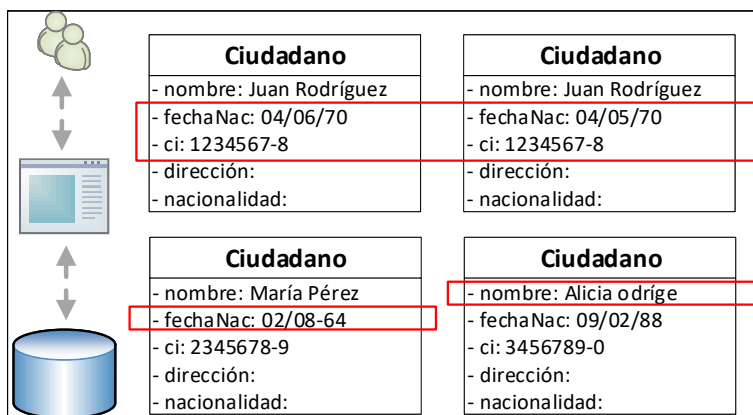 Ciudadano
- nombre: Juan Rodríguez
- fechaNac: 04/06/70
- ci: 1234567-8
- dirección:
- nacionalidad:
Ciudadano
- nombre: Juan Rodríguez
- fechaNac: 04/05/70
- ci: 1234567-8
- dirección:
- nacionalidad:
Ciudadano
- nombre: María Pérez
- fechaNac: 02/08-64
- ci: 2345678-9
- dirección:
- nacionalidad:
Ciudadano
- nombre: Alicia odríge
- fechaNac: 09/02/88
- ci: 3456789-0
- dirección:
- nacionalidad: